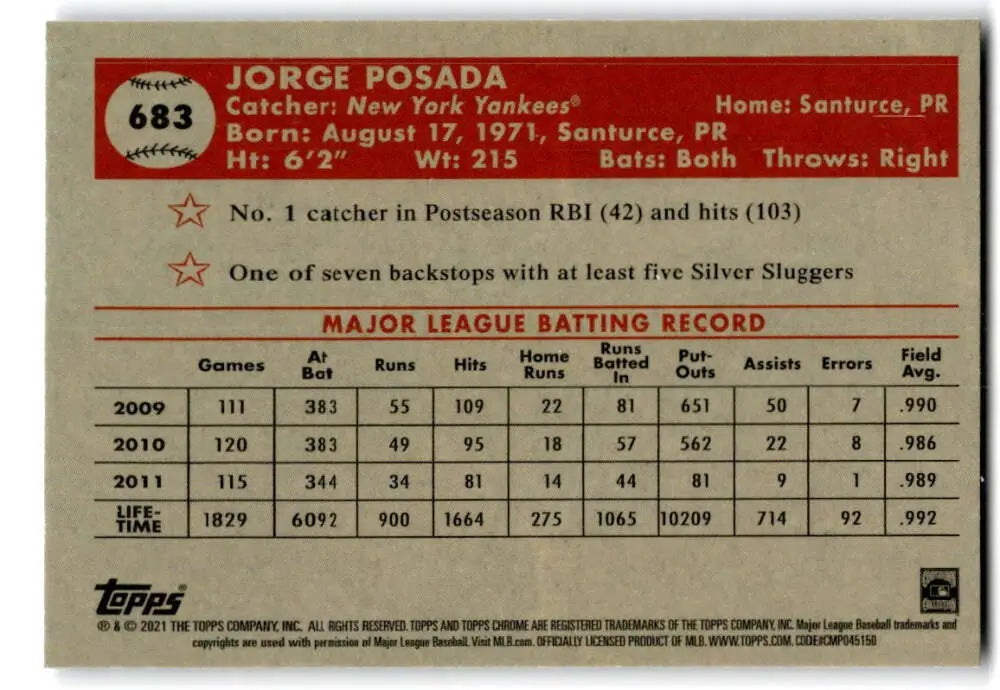 683
JORGE POSADA
Catcher: New York Yankees® Home: Santurce, PR
Born: August 17, 1971, Santurce, PR
Ht: 6'2" Wt: 215 Bats: Both Throws: Right
No. 1 catcher in Postseason RBI (42) and hits (103)
One of seven backstops with at least five Silver Sluggers
MAJOR LEAGUE BATTING RECORD
Games At Bat Runs Hits Home Runs Runs Batted In Put-Outs Assists Errors Field Avg.
2009 111 383 55 109 22 81 651 50 7 .990
2010 120 383 49 95 18 57 562 22 8 .986
2011 115 344 34 81 14 44 81 9 1 .989
LIFE-TIME 1829 6092 900 1664 275 1065 10209 714 92 .992
Topps®
® & © 2021 THE TOPPS COMPANY, INC. ALL RIGHTS RESERVED. TOPPS AND TOPPS CHROME ARE REGISTERED TRADEMARKS OF THE TOPPS COMPANY, INC. Major League Baseball trademarks and
copyrights are used with permission of Major League Baseball. Visit MLB.com. OFFICIALLY LICENSED PRODUCT OF MLB. WWW.TOPPS.COM. CODE#CMP045150